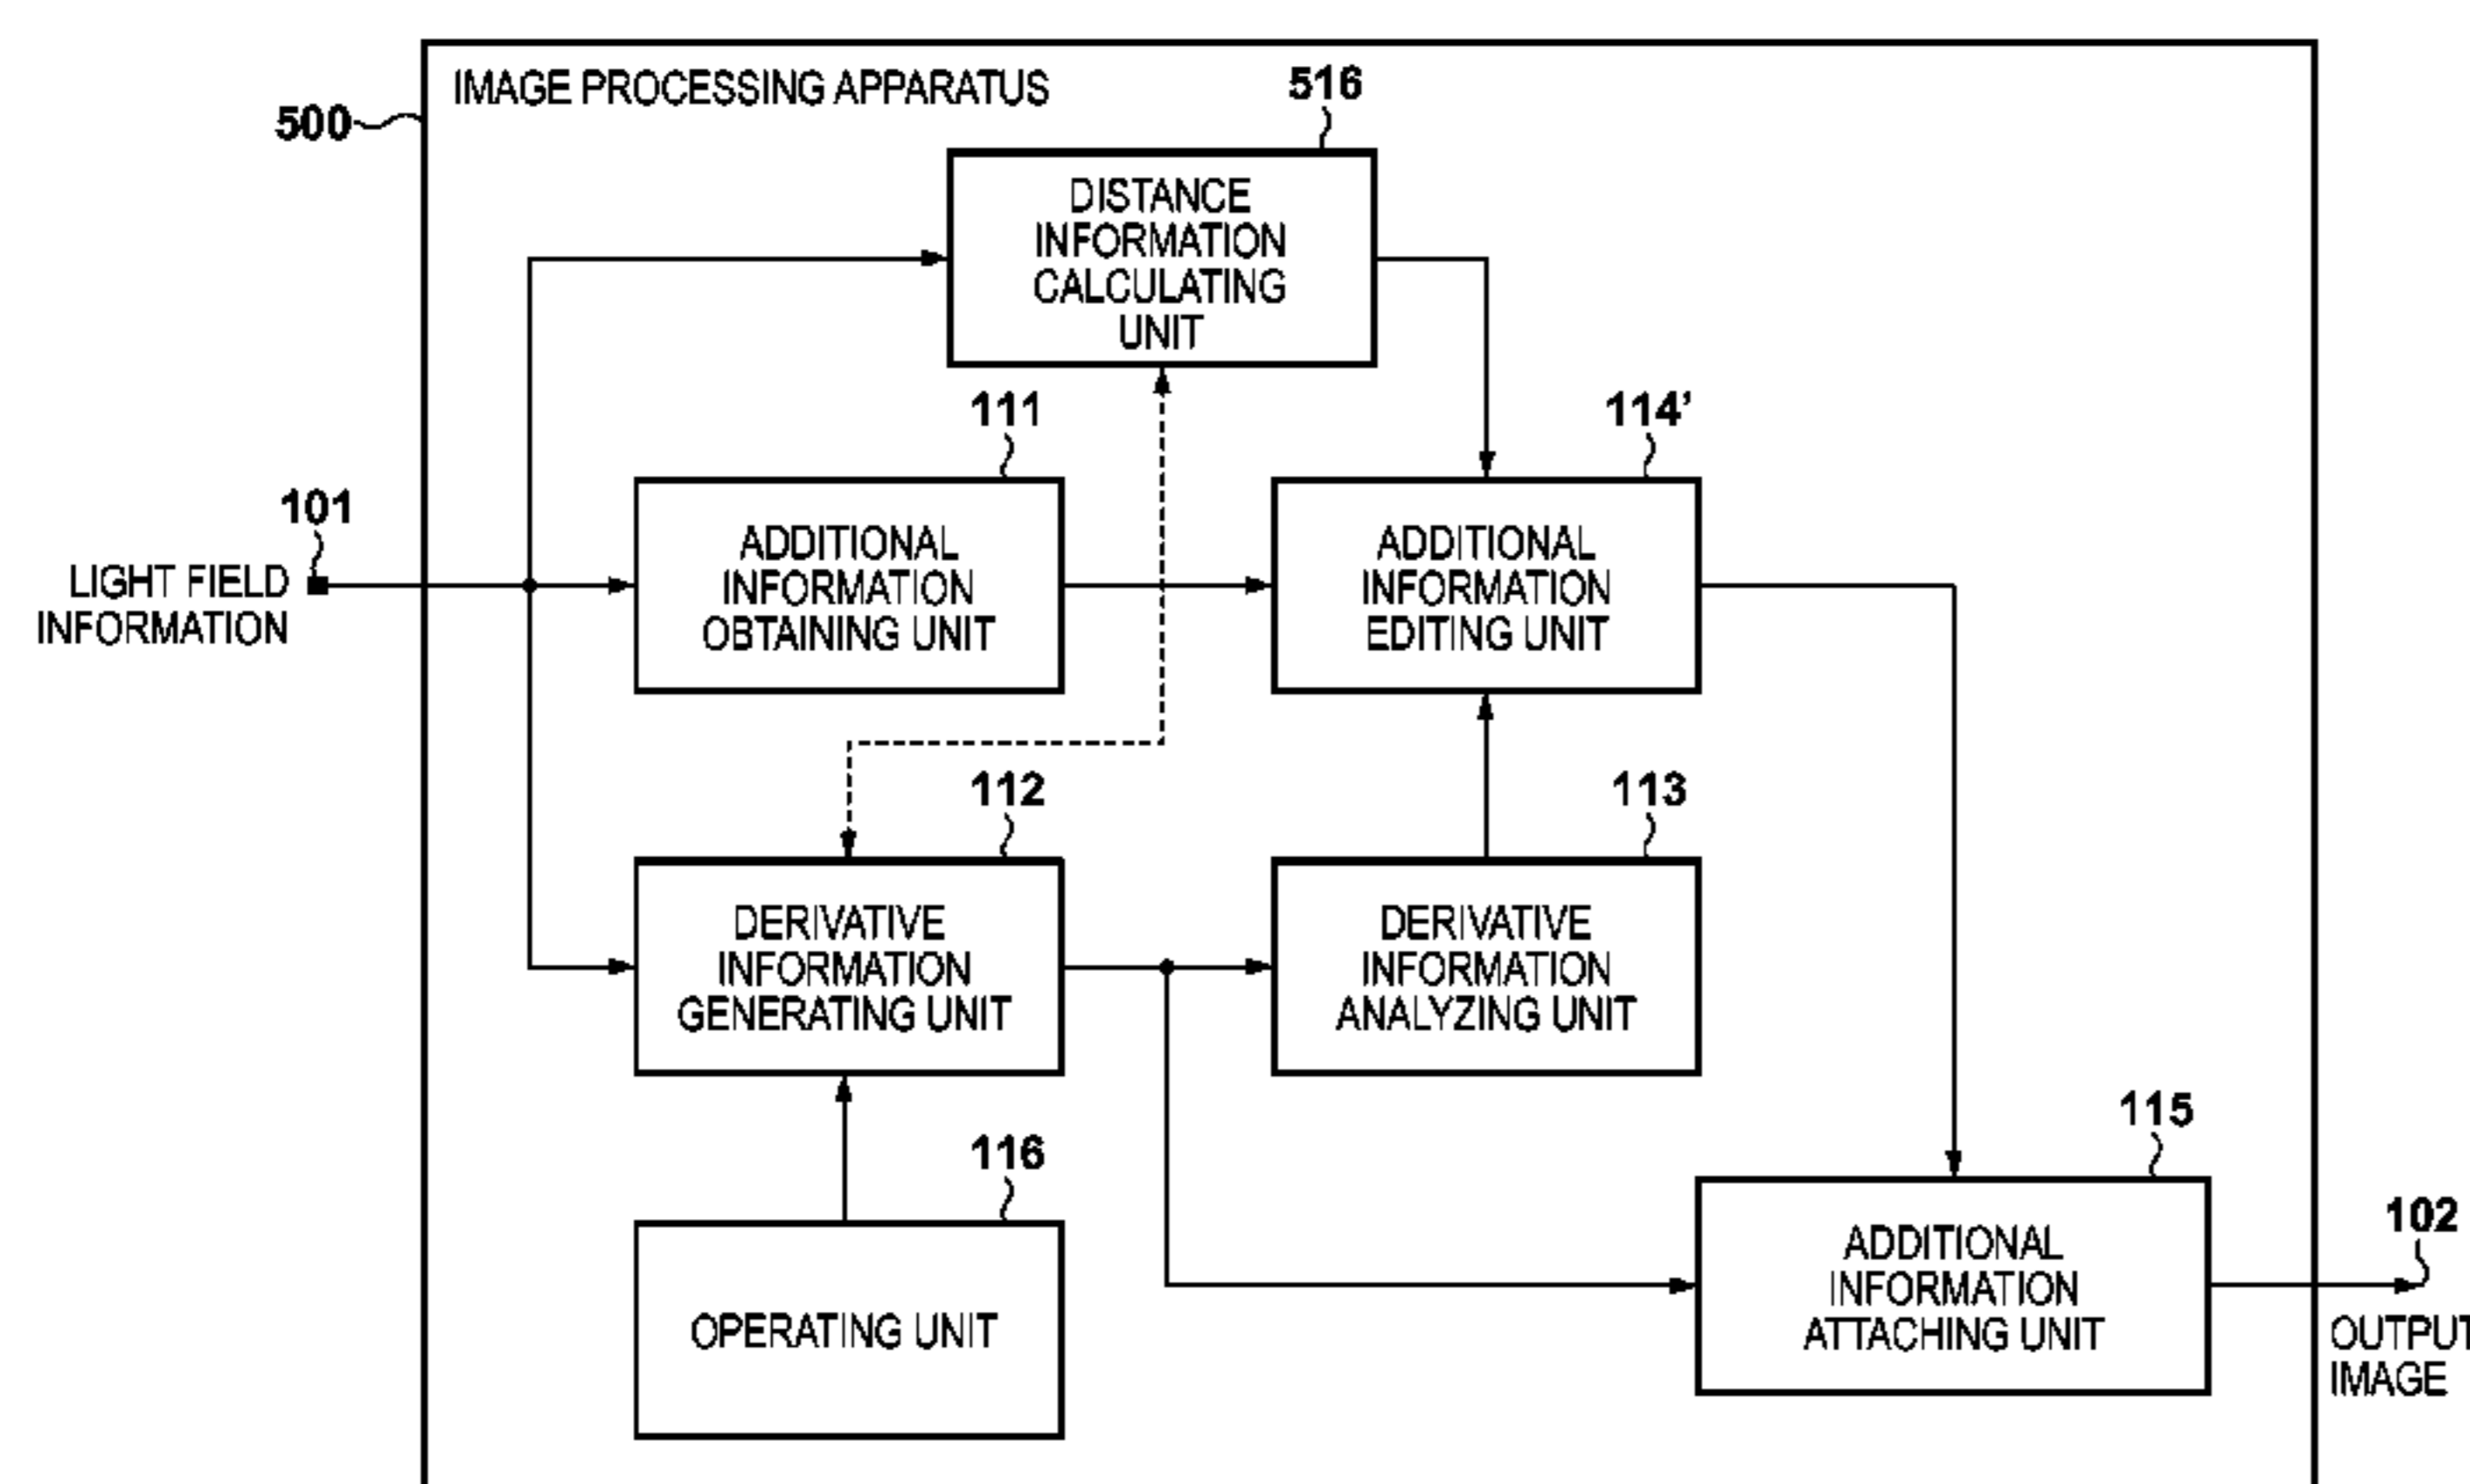 IMAGE PROCESSING APPARATUS
500
516
DISTANCE
INFORMATION
CALCULATING
UNIT
111
114'
101
LIGHT FIELD
INFORMATION
ADDITIONAL
INFORMATION
OBTAINING UNIT
ADDITIONAL
INFORMATION
EDITING UNIT
112
113
DERIVATIVE
INFORMATION
GENERATING UNIT
DERIVATIVE
INFORMATION
ANALYZING UNIT
116
115
OPERATING UNIT
ADDITIONAL
INFORMATION
ATTACHING UNIT
102
OUTPUT
IMAGE